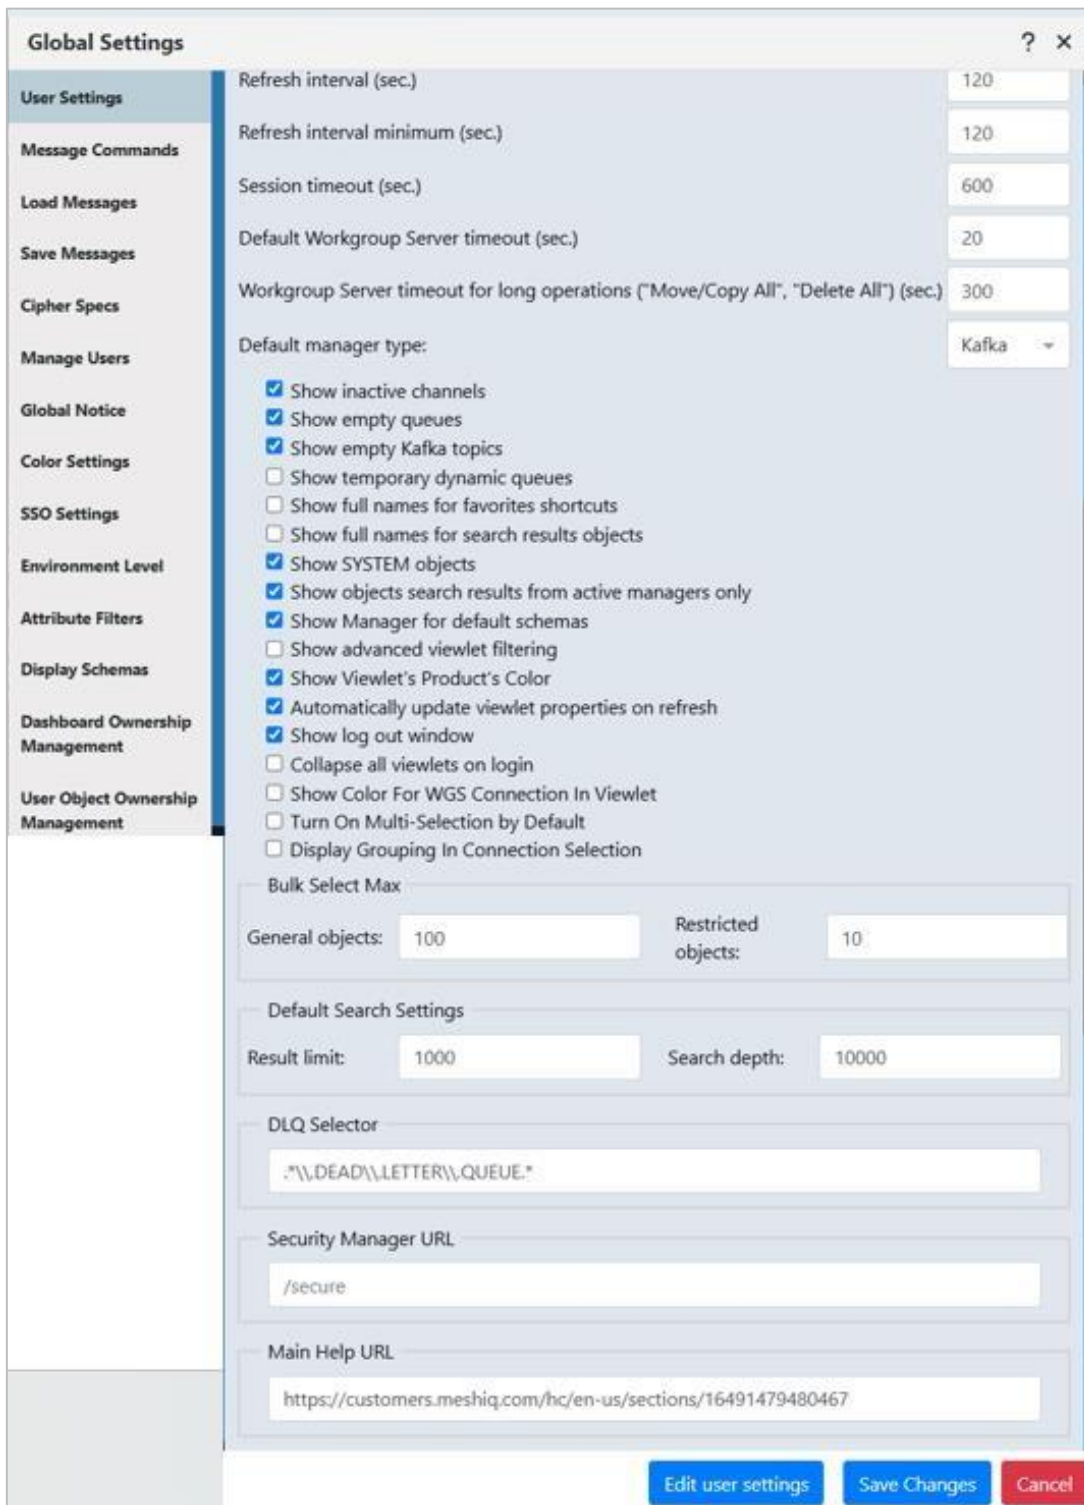 Global Settings
? ×
User Settings
Message Commands
Load Messages
Save Messages
Cipher Specs
Manage Users
Global Notice
Color Settings
SSO Settings
Environment Level
Attribute Filters
Display Schemas
Dashboard Ownership
Management
User Object Ownership
Management
Refresh interval (sec.) 120
Refresh interval minimum (sec.) 120
Session timeout (sec.) 600
Default Workgroup Server timeout (sec.) 20
Workgroup Server timeout for long operations ("Move/Copy All", "Delete All") (sec.) 300
Default manager type: Kafka
Show inactive channels
Show empty queues
Show empty Kafka topics
Show temporary dynamic queues
Show full names for favorites shortcuts
Show full names for search results objects
Show SYSTEM objects
Show objects search results from active managers only
Show Manager for default schemas
Show advanced viewlet filtering
Show Viewlet's Product's Color
Automatically update viewlet properties on refresh
Show log out window
Collapse all viewlets on login
Show Color For WGS Connection In Viewlet
Turn On Multi-Selection by Default
Display Grouping In Connection Selection
Bulk Select Max
General objects: 100
Restricted
objects: 10
Default Search Settings
Result limit: 1000 Search depth: 10000
DLQ Selector
.*\\.DEAD\\.LETTER\\.QUEUE.*
Security Manager URL
/secure
Main Help URL
https://customers.meshiq.com/hc/en-us/sections/16491479480467
Edit user settings Save Changes Cancel